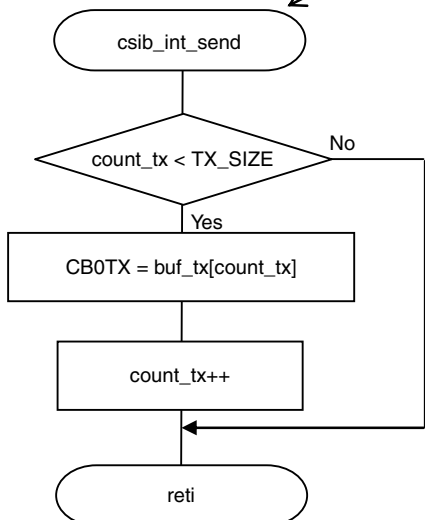 csib_int_send
count_tx < TX_SIZE
No
Yes
CB0TX = buf_tx[count_tx]
count_tx++
reti